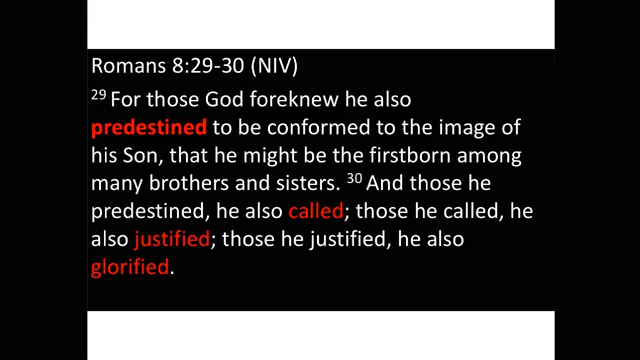 Romans 8:29-30 (NIV)
29 For those God foreknew he also
predestined to be conformed to the image of
his Son, that he might be the firstborn among
many brothers and sisters. 30 And those he
predestined, he also called; those he called, he
also justified; those he justified, he also
glorified.